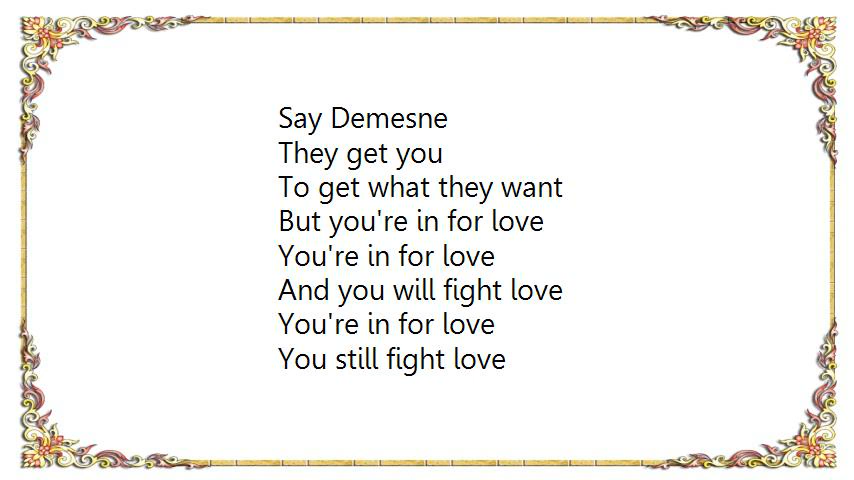 Say Demesne
They get you
To get what they want
But you're in for love
You're in for love
And you will fight love
You're in for love
You still fight love